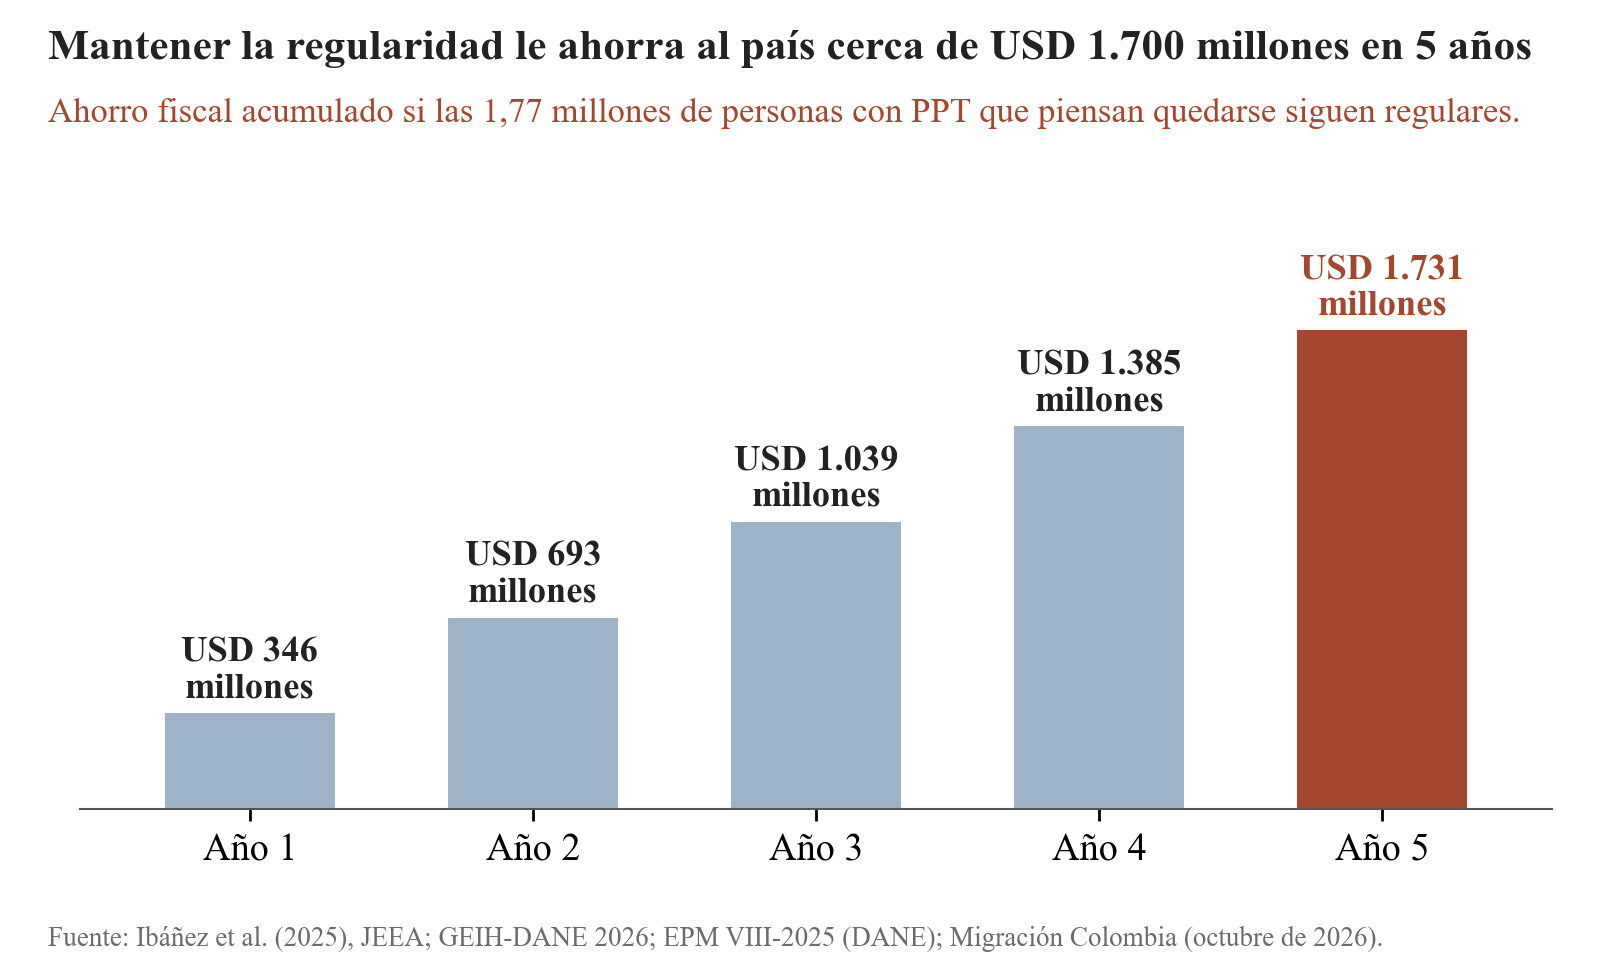 Mantener la regularidad le ahorra al país cerca de USD 1.700 millones en 5 años
Ahorro fiscal acumulado si las 1,77 millones de personas con PPT que piensan quedarse siguen regulares.
USD 346
millones
USD 693
millones
USD 1.039
millones
USD 1.385
millones
USD 1.731
millones
Año 1
Año 2
Año 3
Año 4
Año 5
Fuente: Ibáñez et al. (2025), JEEA; GEIH-DANE 2026; EPM VIII-2025 (DANE); Migración Colombia (octubre de 2026).